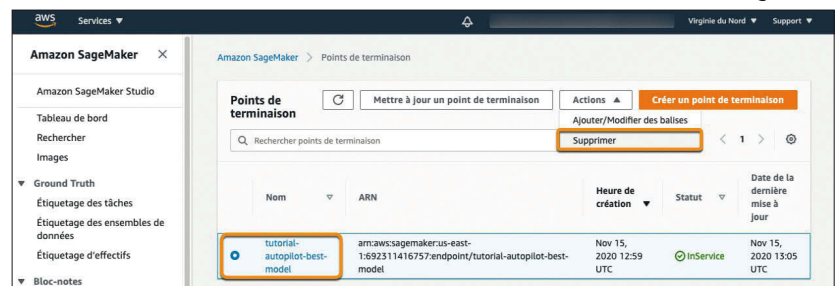 aws Services ▼ Virginie du Nord ▼ Support ▼
Amazon SageMaker ×
Amazon SageMaker Studio
Tableau de bord
Rechercher
Images
▼ Ground Truth
Étiquetage des tâches
Étiquetage des ensembles de
données
Étiquetage d'effectifs
▼ Bloc-notes
Amazon SageMaker > Points de terminaison
Points de
terminaison
Mettre à jour un point de terminaison
Actions ▲
Créer un point de terminaison
Ajouter/Modifier des balises
Supprimer
Rechercher points de terminaison
< 1 >
Nom
ARN
Heure de
création ▼
Statut
Date de la
dernière
mise à
jour
tutorial-
autopilot-best-
model
arn:aws:sagemaker:us-east-
1:692311416757:endpoint/tutorial-autopilot-best-
model
Nov 15,
2020 12:59
UTC
InService
Nov 15,
2020 13:05
UTC